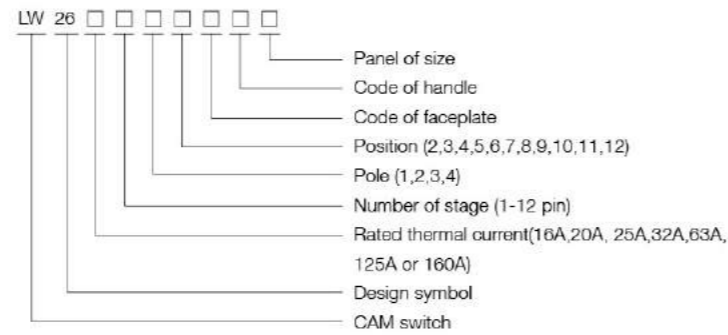 LW 26 □ □ □ □ □ □ □
Panel of size
Code of handle
Code of faceplate
Position (2,3,4,5,6,7,8,9,10,11,12)
Pole (1,2,3,4)
Number of stage (1-12 pin)
Rated thermal current(16A,20A, 25A,32A,63A,
125A or 160A)
Design symbol
CAM switch